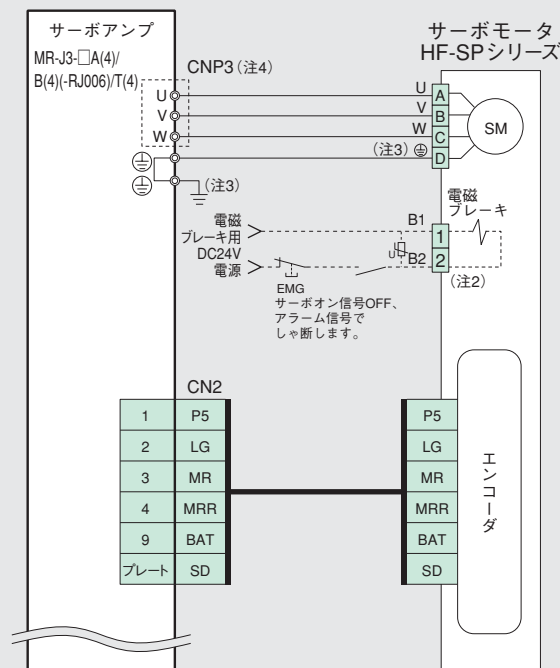 サーボアンプ
MR-J3-□A(4)/
B(4)(-RJ006)/T(4)
CNP3(注4)
U
V
W
(注3)
サーボモータ
HF-SPシリーズ
U
V
W
(注3)
A
B
C
D
SM
電磁
ブレーキ用
DC24V
電源
B1
B2
U
1
2
電磁
ブレーキ
(注2)
EMG
サーボオン信号OFF、
アラーム信号で
しゃ断します。
CN2
1 P5
2 LG
3 MR
4 MRR
9 BAT
プレート SD
P5
LG
MR
MRR
BAT
SD
エンコーダ